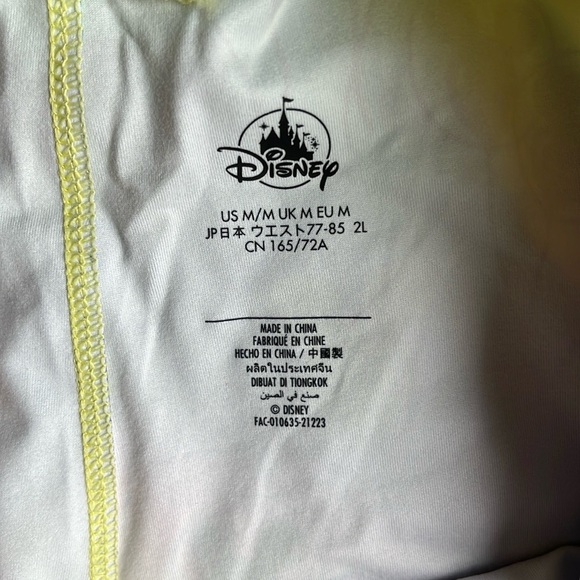 Disney
US M/M UK M EU M
JP日本 ウエスト77-85 2L
CN 165/72A
MADE IN CHINA
FABRIQUÉ EN CHINE
HECHO EN CHINA / 中國製
ผลิตในประเทศจีน
DIBUAT DI TIONGKOK
صنع في الصين
© DISNEY
FAC-010635-21223